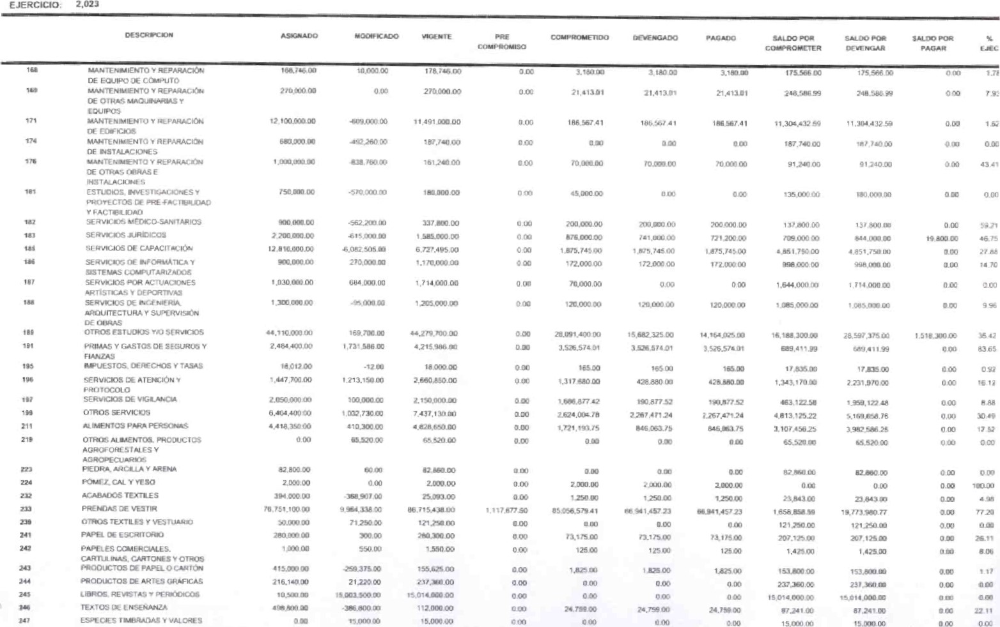 EJERCICIO: 2,023
DESCRIPCION ASIGNADO MODIFICADO VIGENTE PRE COMPROMISO COMPROMETIDO DEVENGADO PAGADO SALDO POR COMPROMETER SALDO POR DEVENGAR SALDO POR PAGAR % EJEC
168 MANTENIMIENTO Y REPARACIÓN 168,746.00 10,000.00 178,746.00 0.00 3,180.00 3,180.00 3,180.00 175,566.00 175,566.00 0.00 1.78
DE EQUIPO DE CÓMPUTO
169 MANTENIMIENTO Y REPARACIÓN 270,000.00 0.00 270,000.00 0.00 21,413.01 21,413.01 21,413.01 248,586.99 248,586.99 0.00 7.93
DE OTRAS MAQUINARIAS Y
EQUIPOS
171 MANTENIMIENTO Y REPARACIÓN 12,100,000.00 -609,000.00 11,491,000.00 0.00 186,567.41 186,567.41 186,567.41 11,304,432.59 11,304,432.59 0.00 1.62
DE EDIFICIOS
174 MANTENIMIENTO Y REPARACIÓN 680,000.00 -492,260.00 187,740.00 0.00 0.00 0.00 0.00 187,740.00 187,740.00 0.00 0.00
DE INSTALACIONES
176 MANTENIMIENTO Y REPARACIÓN 1,000,000.00 -838,760.00 161,240.00 0.00 70,000.00 70,000.00 70,000.00 91,240.00 91,240.00 0.00 43.41
DE OTRAS OBRAS E
INSTALACIONES
181 ESTUDIOS, INVESTIGACIONES Y 750,000.00 -570,000.00 180,000.00 0.00 45,000.00 0.00 0.00 135,000.00 180,000.00 0.00 0.00
PROYECTOS DE PRE-FACTIBILIDAD
Y FACTIBILIDAD
182 SERVICIOS MÉDICO-SANITARIOS 900,000.00 -562,200.00 337,800.00 0.00 200,000.00 200,000.00 200,000.00 137,800.00 137,800.00 0.00 59.21
183 SERVICIOS JURÍDICOS 2,200,000.00 -615,000.00 1,585,000.00 0.00 876,000.00 741,000.00 721,200.00 709,000.00 844,000.00 19,800.00 46.75
185 SERVICIOS DE CAPACITACIÓN 12,810,000.00 -6,082,505.00 6,727,495.00 0.00 1,875,745.00 1,875,745.00 1,875,745.00 4,851,750.00 4,851,750.00 0.00 27.88
186 SERVICIOS DE INFORMÁTICA Y 900,000.00 270,000.00 1,170,000.00 0.00 172,000.00 172,000.00 172,000.00 998,000.00 998,000.00 0.00 14.70
SISTEMAS COMPUTARIZADOS
187 SERVICIOS POR ACTUACIONES 1,030,000.00 684,000.00 1,714,000.00 0.00 70,000.00 0.00 0.00 1,644,000.00 1,714,000.00 0.00 0.00
ARTÍSTICAS Y DEPORTIVAS
188 SERVICIOS DE INGENIERÍA, 1,300,000.00 -95,000.00 1,205,000.00 0.00 120,000.00 120,000.00 120,000.00 1,085,000.00 1,085,000.00 0.00 9.96
ARQUITECTURA Y SUPERVISIÓN
DE OBRAS
189 OTROS ESTUDIOS Y/O SERVICIOS 44,110,000.00 169,700.00 44,279,700.00 0.00 28,091,400.00 15,682,325.00 14,164,025.00 16,188,300.00 28,597,375.00 1,518,300.00 35.42
191 PRIMAS Y GASTOS DE SEGUROS Y 2,484,400.00 1,731,586.00 4,215,986.00 0.00 3,526,574.01 3,526,574.01 3,526,574.01 689,411.99 689,411.99 0.00 83.65
FIANZAS
195 IMPUESTOS, DERECHOS Y TASAS 18,012.00 -12.00 18,000.00 0.00 165.00 165.00 165.00 17,835.00 17,835.00 0.00 0.92
196 SERVICIOS DE ATENCIÓN Y 1,447,700.00 1,213,150.00 2,660,850.00 0.00 1,317,680.00 428,880.00 428,880.00 1,343,170.00 2,231,970.00 0.00 16.12
PROTOCOLO
197 SERVICIOS DE VIGILANCIA 2,050,000.00 100,000.00 2,150,000.00 0.00 1,686,877.42 190,877.52 190,877.52 463,122.58 1,959,122.48 0.00 8.88
199 OTROS SERVICIOS 6,404,400.00 1,032,730.00 7,437,130.00 0.00 2,624,004.78 2,267,471.24 2,267,471.24 4,813,125.22 5,169,658.76 0.00 30.49
211 ALIMENTOS PARA PERSONAS 4,418,350.00 410,300.00 4,828,650.00 0.00 1,721,193.75 846,063.75 846,063.75 3,107,456.25 3,982,586.25 0.00 17.52
219 OTROS ALIMENTOS, PRODUCTOS 0.00 65,520.00 65,520.00 0.00 0.00 0.00 0.00 65,520.00 65,520.00 0.00 0.00
AGROFORESTALES Y
AGROPECUARIOS
223 PIEDRA, ARCILLA Y ARENA 82,800.00 60.00 82,860.00 0.00 0.00 0.00 0.00 82,860.00 82,860.00 0.00 0.00
224 PÓMEZ, CAL Y YESO 2,000.00 0.00 2,000.00 0.00 2,000.00 2,000.00 2,000.00 0.00 0.00 0.00 100.00
232 ACABADOS TEXTILES 394,000.00 -368,907.00 25,093.00 0.00 1,250.00 1,250.00 1,250.00 23,843.00 23,843.00 0.00 4.98
233 PRENDAS DE VESTIR 76,751,100.00 9,964,338.00 86,715,438.00 1,117,677.50 85,056,579.41 66,941,457.23 66,941,457.23 1,658,858.59 19,773,980.77 0.00 77.20
239 OTROS TEXTILES Y VESTUARIO 50,000.00 71,250.00 121,250.00 0.00 0.00 0.00 0.00 121,250.00 121,250.00 0.00 0.00
241 PAPEL DE ESCRITORIO 280,000.00 300.00 280,300.00 0.00 73,175.00 73,175.00 73,175.00 207,125.00 207,125.00 0.00 26.11
242 PAPELES COMERCIALES, 1,000.00 550.00 1,550.00 0.00 125.00 125.00 125.00 1,425.00 1,425.00 0.00 8.06
CARTULINAS, CARTONES Y OTROS
243 PRODUCTOS DE PAPEL O CARTÓN 415,000.00 -259,375.00 155,625.00 0.00 1,825.00 1,825.00 1,825.00 153,800.00 153,800.00 0.00 1.17
244 PRODUCTOS DE ARTES GRÁFICAS 216,140.00 21,220.00 237,360.00 0.00 0.00 0.00 0.00 237,360.00 237,360.00 0.00 0.00
245 LIBROS, REVISTAS Y PERIÓDICOS 10,500.00 15,003,500.00 15,014,000.00 0.00 0.00 0.00 0.00 15,014,000.00 15,014,000.00 0.00 0.00
246 TEXTOS DE ENSEÑANZA 498,800.00 -386,800.00 112,000.00 0.00 24,759.00 24,759.00 24,759.00 87,241.00 87,241.00 0.00 22.11
247 ESPECIES TIMBRADAS Y VALORES 0.00 15,000.00 15,000.00 0.00 0.00 0.00 0.00 15,000.00 15,000.00 0.00 0.00